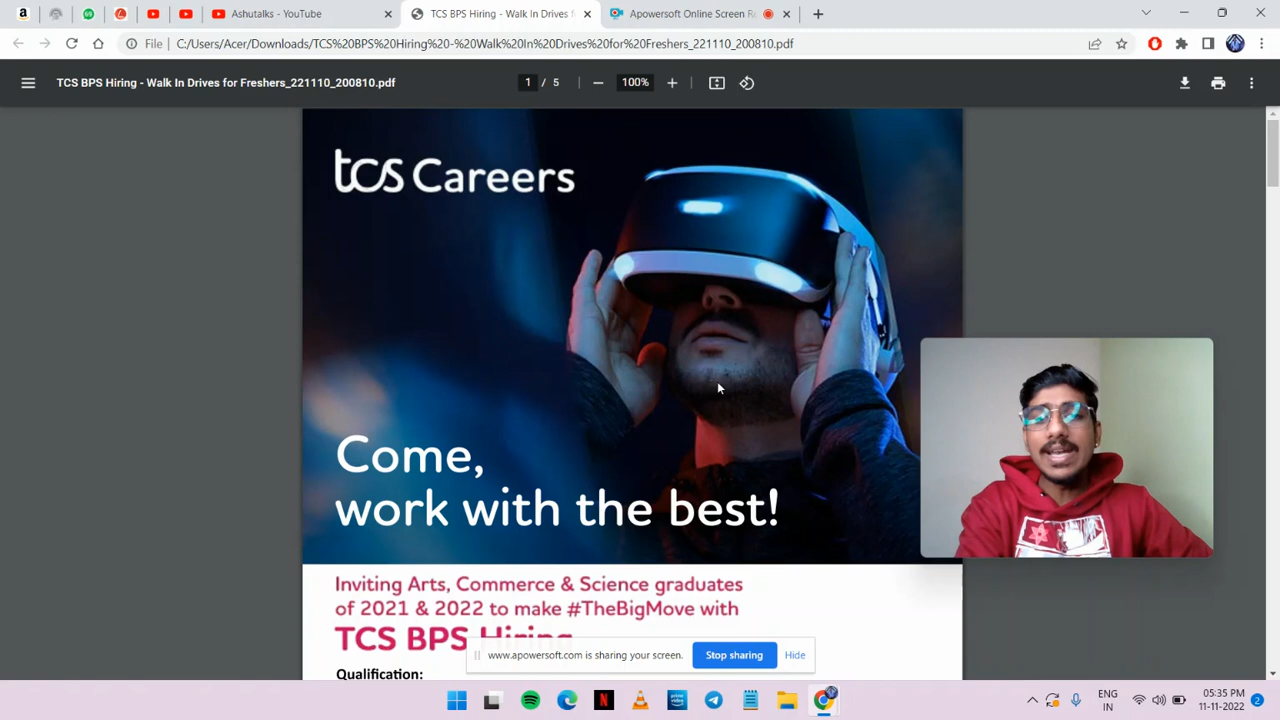 Ashutalks - YouTube
TCS BPS Hiring - Walk In Drives f
Apowersoft Online Screen R
File
C:/Users/Acer/Downloads/TCS%20BPS%20Hiring%20-%20Walk%20In%20Drives%20for%20Freshers_221110_200810.pdf
TCS BPS Hiring - Walk In Drives for Freshers_221110_200810.pdf
1 / 5
100%
tcs Careers
Come,
work with the best!
Inviting Arts, Commerce & Science graduates
of 2021 & 2022 to make #TheBigMove with
TCS BPS Hiring
Qualification:
www.apowersoft.com is sharing your screen.
Stop sharing
Hide
ENG
IN
05:35 PM
11-11-2022
2